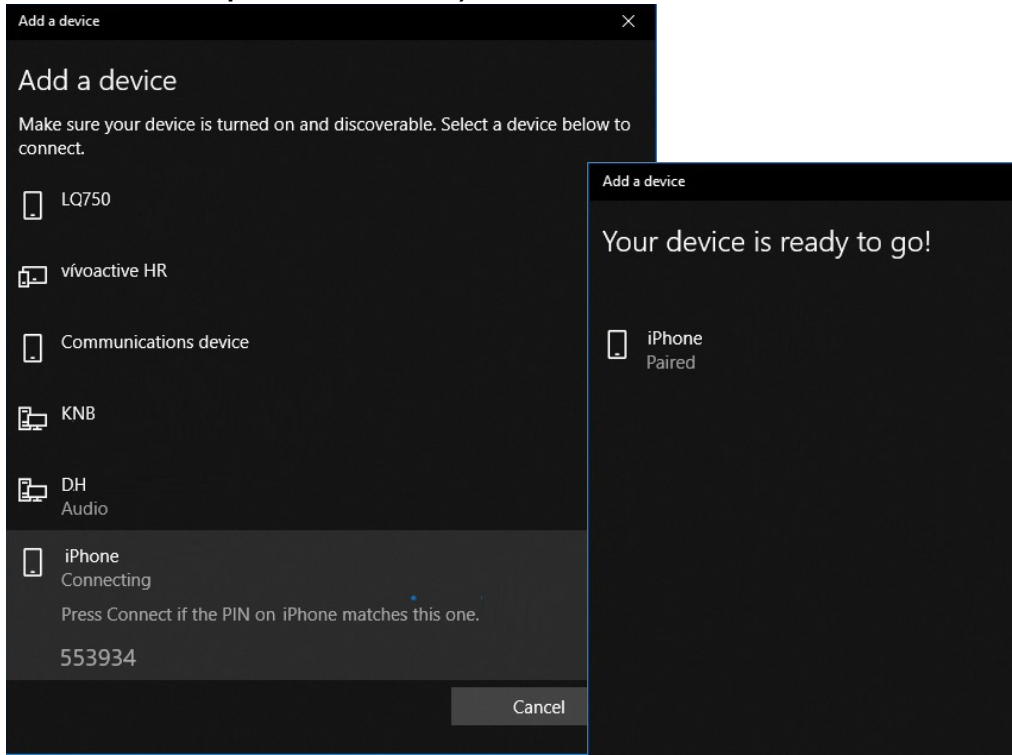 Add a device
Add a device
Make sure your device is turned on and discoverable. Select a device below to
connect.
LQ750
vívoactive HR
Communications device
KNB
DH
Audio
iPhone
Connecting
Press Connect if the PIN on iPhone matches this one.
553934
Cancel
Add a device
Your device is ready to go!
iPhone
Paired